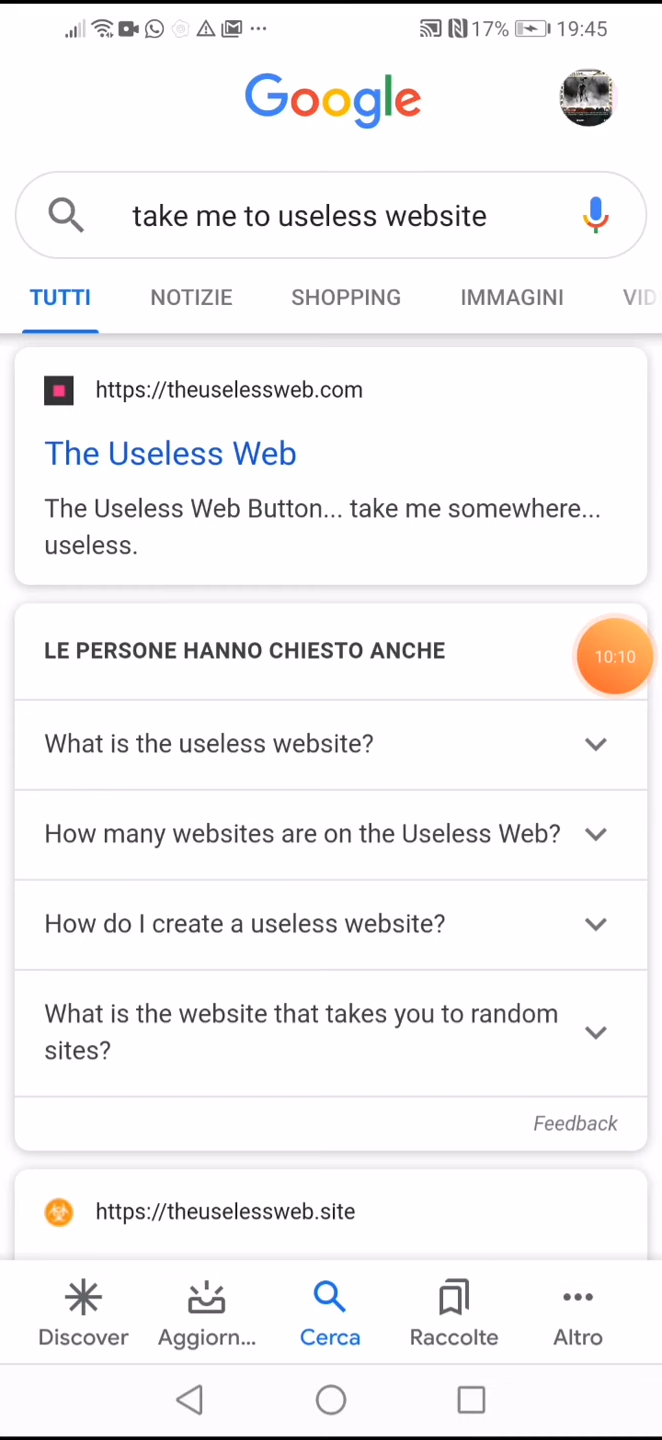 17% 19:45
Google
take me to useless website
TUTTI NOTIZIE SHOPPING IMMAGINI VID
https://theuselessweb.com
The Useless Web
The Useless Web Button... take me somewhere...
useless.
LE PERSONE HANNO CHIESTO ANCHE
10:10
What is the useless website?
How many websites are on the Useless Web?
How do I create a useless website?
What is the website that takes you to random
sites?
Feedback
https://theuselessweb.site
Discover Aggiorn... Cerca Raccolte Altro